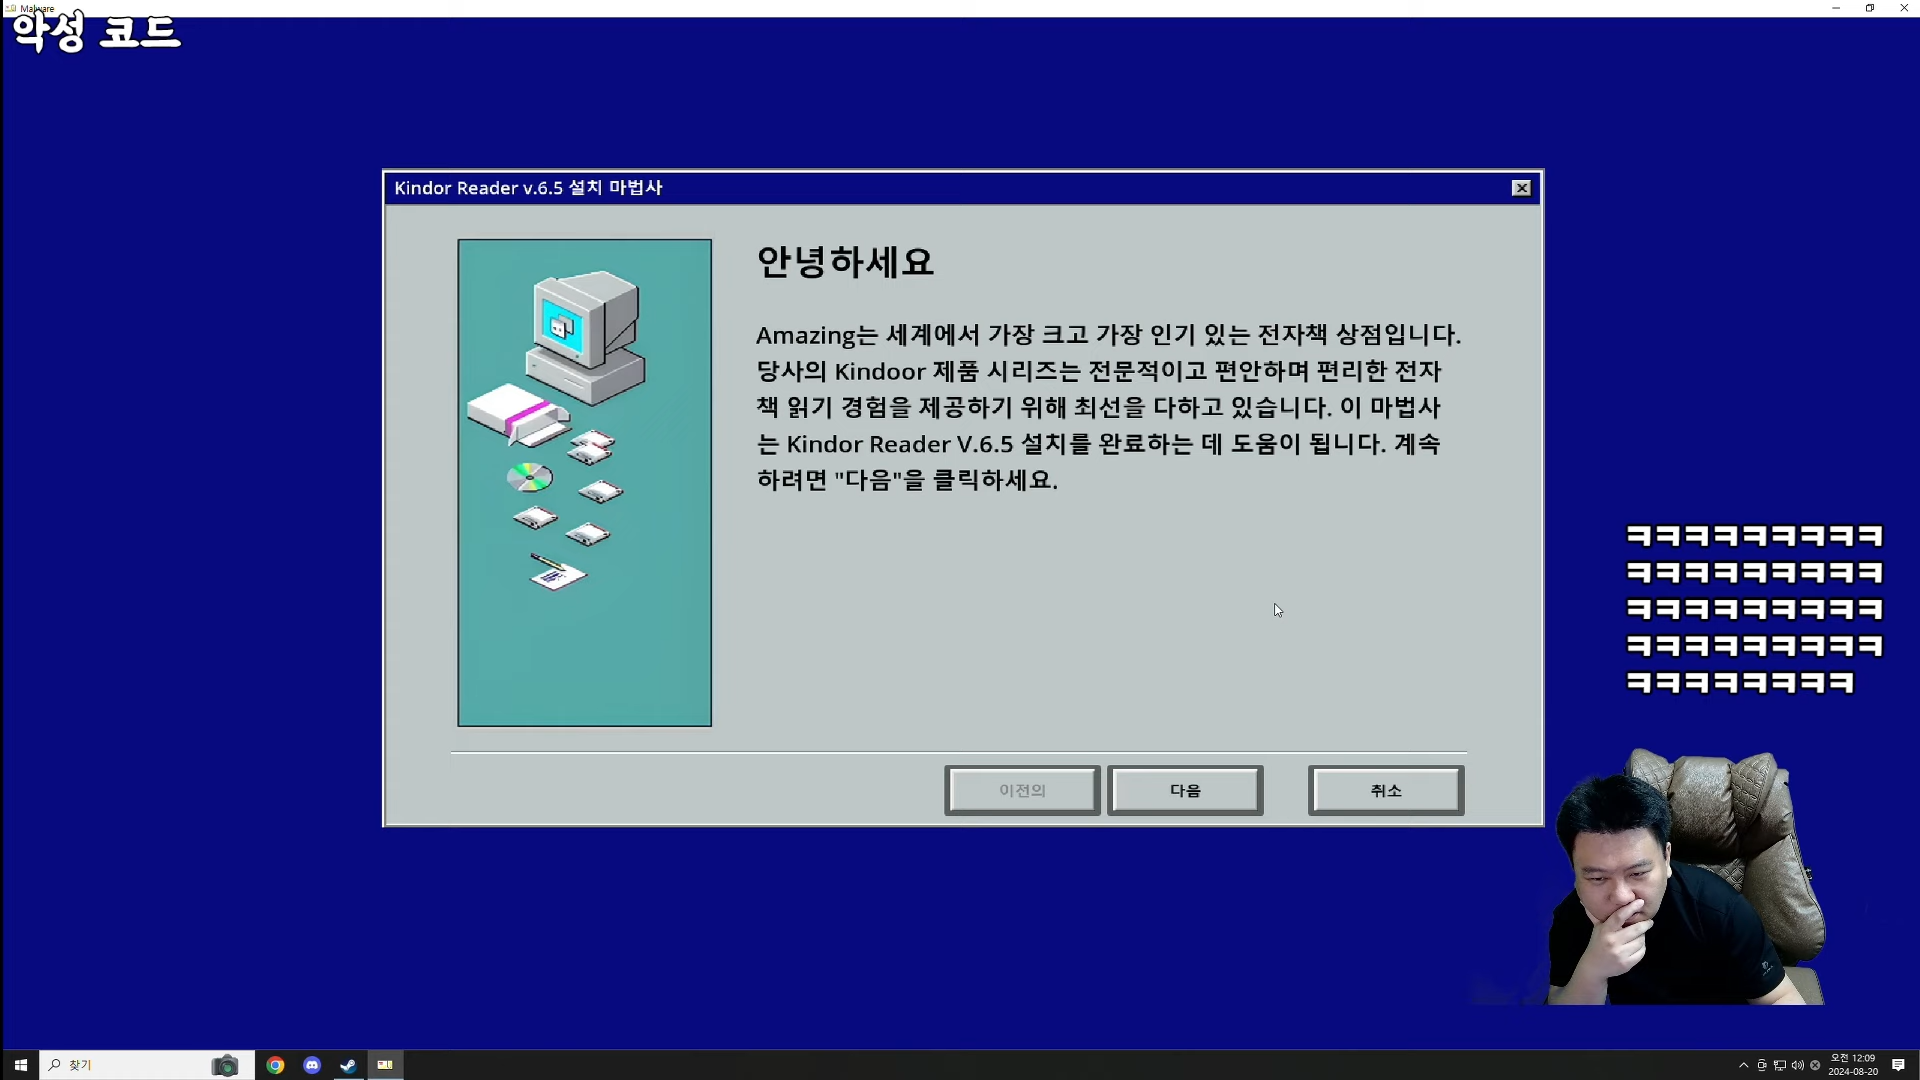 Malware
악성 코드
Kindor Reader v.6.5 설치 마법사
안녕하세요
Amazing는 세계에서 가장 크고 가장 인기 있는 전자책 상점입니다.
당사의 Kindoor 제품 시리즈는 전문적이고 편안하며 편리한 전자
책 읽기 경험을 제공하기 위해 최선을 다하고 있습니다. 이 마법사
는 Kindor Reader V.6.5 설치를 완료하는 데 도움이 됩니다. 계속
하려면 "다음"을 클릭하세요.
ㅋㅋㅋㅋㅋㅋㅋㅋㅋ
ㅋㅋㅋㅋㅋㅋㅋㅋㅋ
ㅋㅋㅋㅋㅋㅋㅋㅋㅋ
ㅋㅋㅋㅋㅋㅋㅋㅋㅋ
ㅋㅋㅋㅋㅋㅋㅋㅋ
이전의
다음
취소
찾기
오전 12:09
2024-08-20